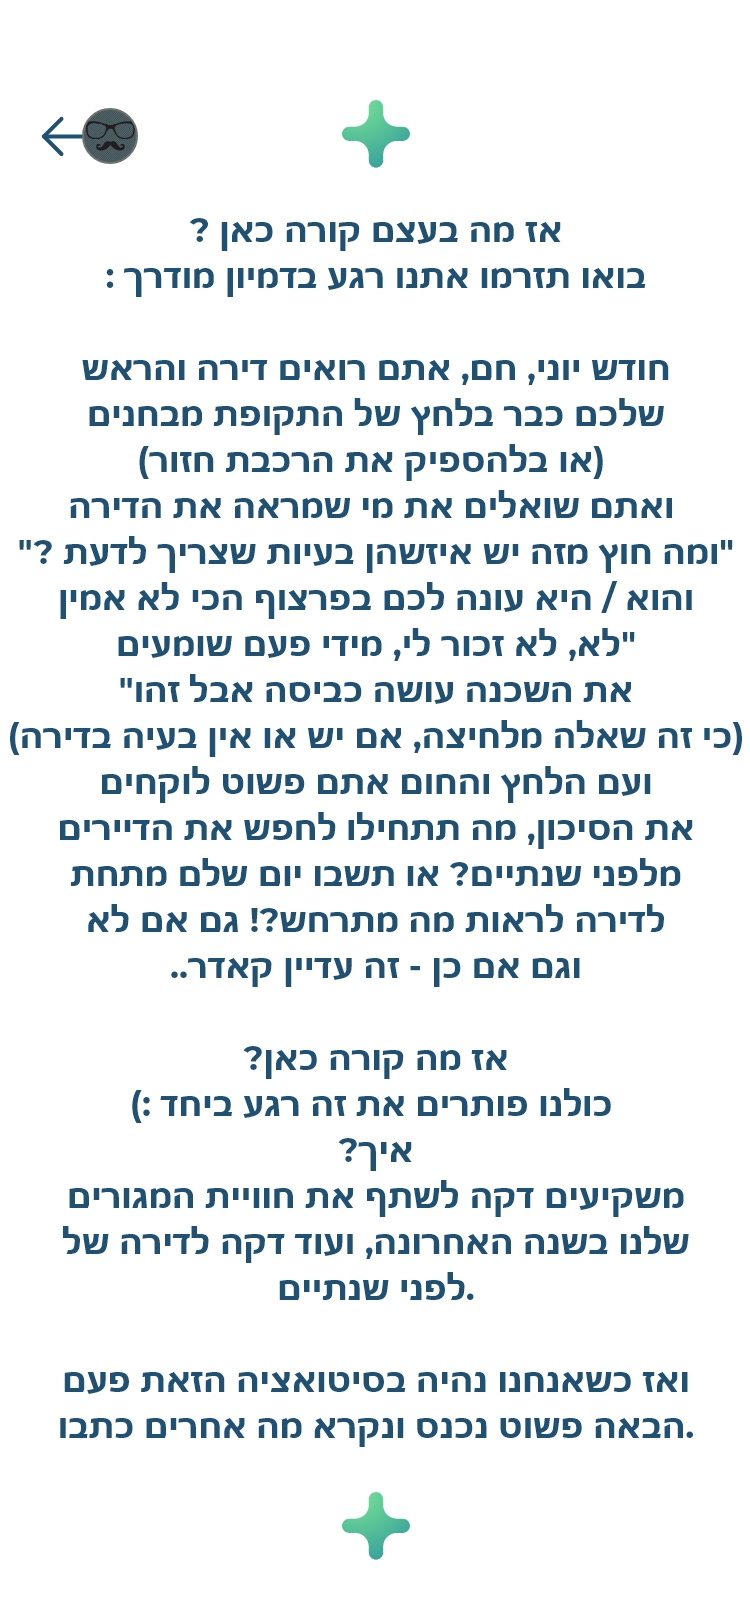 אז מה בעצם קורה כאן ?
בואו תזרמו אתנו רגע בדמיון מודרך :
חודש יוני, חם, אתם רואים דירה והראש
שלכם כבר בלחץ של התקופת מבחנים
(או בלהספיק את הרכבת חזור)
ואתם שואלים את מי שמראה את הדירה
"ומה חוץ מזה יש איזשהן בעיות שצריך לדעת ?"
והוא / היא עונה לכם בפרצוף הכי לא אמין
"לא, לא זכור לי, מידי פעם שומעים
את השכנה עושה כביסה אבל זהו"
(כי זה שאלה מלחיצה, אם יש או אין בעיה בדירה)
ועם הלחץ והחום אתם פשוט לוקחים
את הסיכון, מה תתחילו לחפש את הדיירים
מלפני שנתיים? או תשבו יום שלם מתחת
לדירה לראות מה מתרחש?! גם אם לא
וגם אם כן - זה עדיין קאדר..
אז מה קורה כאן?
כולנו פותרים את זה רגע ביחד :)
איך?
משקיעים דקה לשתף את חוויית המגורים
שלנו בשנה האחרונה, ועוד דקה לדירה של
.לפני שנתיים
ואז כשאנחנו נהיה בסיטואציה הזאת פעם
.הבאה פשוט נכנס ונקרא מה אחרים כתבו